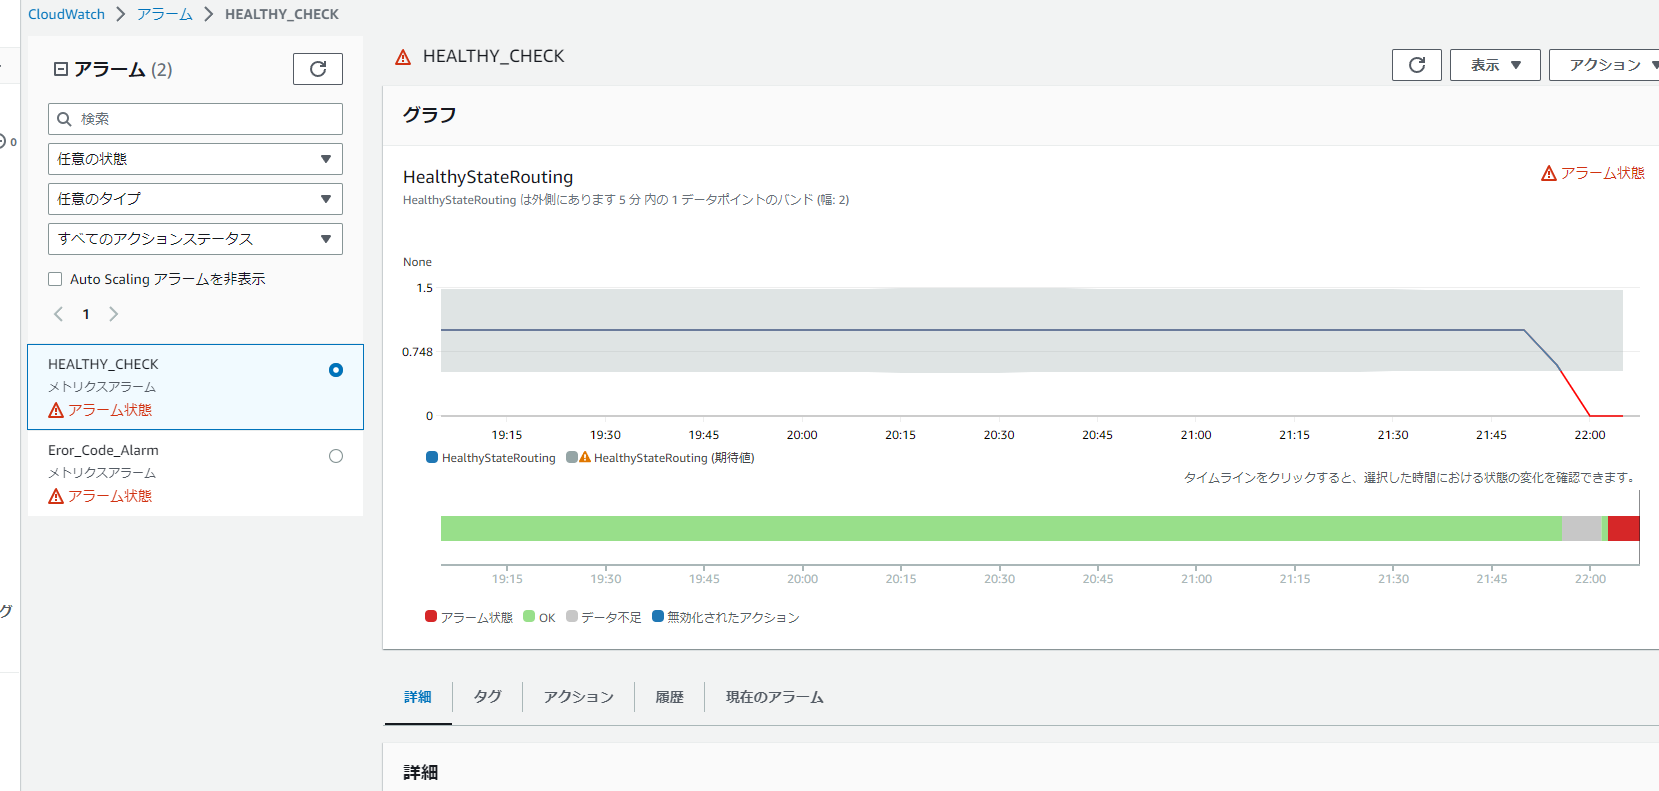 CloudWatch > アラーム > HEALTHY_CHECK
アラーム (2)
検索
任意の状態
任意のタイプ
すべてのアクションステータス
Auto Scaling アラームを非表示
1
HEALTHY_CHECK
メトリクスアラーム
アラーム状態
Eror_Code_Alarm
メトリクスアラーム
アラーム状態
0
グ
HEALTHY_CHECK
表示
アクション
グラフ
HealthyStateRouting
アラーム状態
HealthyStateRouting は外側にあります 5 分 内の 1 データポイントのバンド (幅: 2)
None
1.5
0.748
0
19:15 19:30 19:45 20:00 20:15 20:30 20:45 21:00 21:15 21:30 21:45 22:00
HealthyStateRouting HealthyStateRouting (期待値)
タイムラインをクリックすると、選択した時間における状態の変化を確認できます。
19:15 19:30 19:45 20:00 20:15 20:30 20:45 21:00 21:15 21:30 21:45 22:00
アラーム状態 OK データ不足 無効化されたアクション
詳細 タグ アクション 履歴 現在のアラーム
詳細